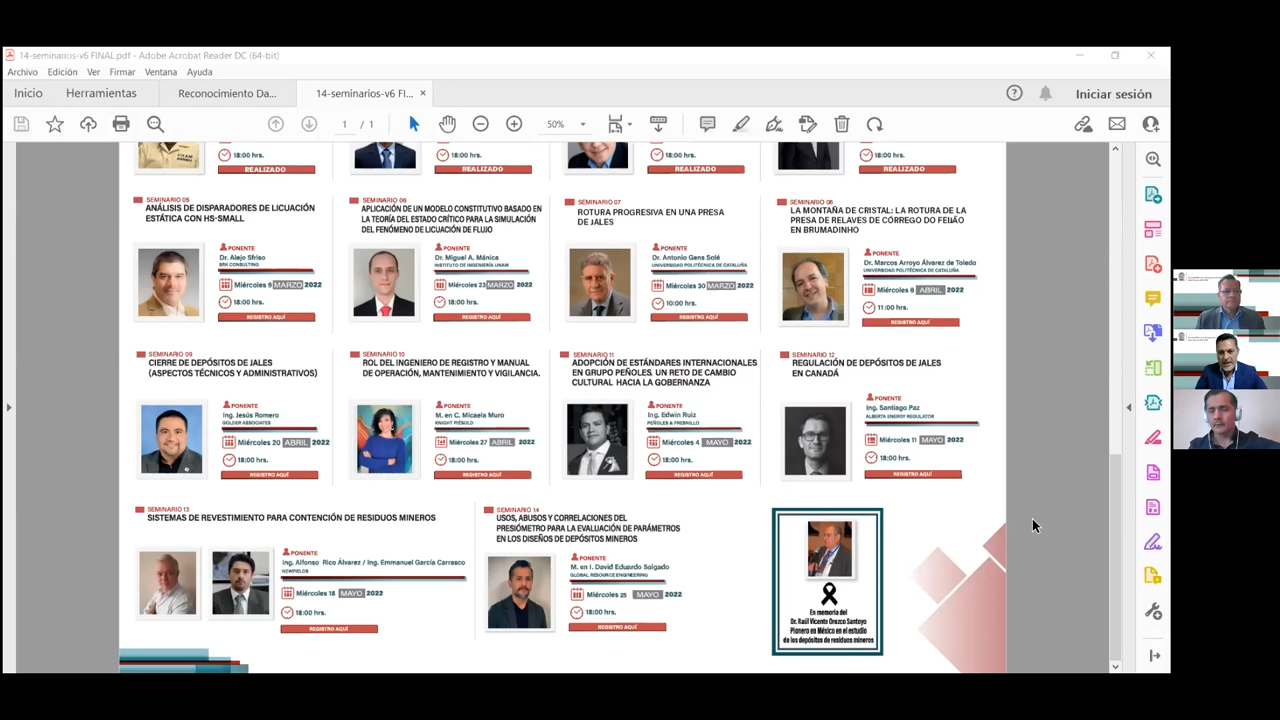 14-seminarios-v6 FINAL.pdf - Adobe Acrobat Reader DC (64-bit)
Archivo Edición Ver Firmar Ventana Ayuda
Inicio Herramientas Reconocimiento Da... 14-seminarios-v6 FI... × Iniciar sesión
1 / 1 50%
18:00 hrs. 18:00 hrs. 18:00 hrs. 18:00 hrs.
REALIZADO REALIZADO REALIZADO REALIZADO
SEMINARIO 05
ANÁLISIS DE DISPARADORES DE LICUACIÓN
ESTÁTICA CON HS-SMALL
PONENTE
Dr. Alejo Sfriso
SRK CONSULTING
Miércoles 9 MARZO 2022
18:00 hrs.
REGISTRO AQUÍ
SEMINARIO 06
APLICACIÓN DE UN MODELO CONSTITUTIVO BASADO EN
LA TEORÍA DEL ESTADO CRÍTICO PARA LA SIMULACIÓN
DEL FENÓMENO DE LICUACIÓN DE FLUJO
PONENTE
Dr. Miguel A. Mánica
INSTITUTO DE INGENIERÍA UNAM
Miércoles 23 MARZO 2022
18:00 hrs.
REGISTRO AQUÍ
SEMINARIO 07
ROTURA PROGRESIVA EN UNA PRESA
DE JALES
PONENTE
Dr. Antonio Gens Solé
UNIVERSIDAD POLITÉCNICA DE CATALUÑA
Miércoles 30 MARZO 2022
10:00 hrs.
REGISTRO AQUÍ
SEMINARIO 08
LA MONTAÑA DE CRISTAL: LA ROTURA DE LA
PRESA DE RELAVES DE CÓRREGO DO FEIJÃO
EN BRUMADINHO
PONENTE
Dr. Marcos Arroyo Álvarez de Toledo
UNIVERSIDAD POLITÉCNICA DE CATALUÑA
Miércoles 6 ABRIL 2022
11:00 hrs.
REGISTRO AQUÍ
SEMINARIO 09
CIERRE DE DEPÓSITOS DE JALES
(ASPECTOS TÉCNICOS Y ADMINISTRATIVOS)
PONENTE
Ing. Jesús Romero
GOLDER ASSOCIATES
Miércoles 20 ABRIL 2022
18:00 hrs.
REGISTRO AQUÍ
SEMINARIO 10
ROL DEL INGENIERO DE REGISTRO Y MANUAL
DE OPERACIÓN, MANTENIMIENTO Y VIGILANCIA.
PONENTE
M. en C. Micaela Muro
KNIGHT PIÉSOLD
Miércoles 27 ABRIL 2022
18:00 hrs.
REGISTRO AQUÍ
SEMINARIO 11
ADOPCIÓN DE ESTÁNDARES INTERNACIONALES
EN GRUPO PEÑOLES. UN RETO DE CAMBIO
CULTURAL HACIA LA GOBERNANZA
PONENTE
Ing. Edwin Ruiz
PEÑOLES & FRESNILLO
Miércoles 4 MAYO 2022
18:00 hrs.
REGISTRO AQUÍ
SEMINARIO 12
REGULACIÓN DE DEPÓSITOS DE JALES
EN CANADÁ
PONENTE
Ing. Santiago Paz
ALBERTA ENERGY REGULATOR
Miércoles 11 MAYO 2022
18:00 hrs.
REGISTRO AQUÍ
SEMINARIO 13
SISTEMAS DE REVESTIMIENTO PARA CONTENCIÓN DE RESIDUOS MINEROS
PONENTE
Ing. Alfonso Rico Álvarez / Ing. Emmanuel García Carrasco
NEWFIELDS
Miércoles 18 MAYO 2022
18:00 hrs.
REGISTRO AQUÍ
SEMINARIO 14
USOS, ABUSOS Y CORRELACIONES DEL
PRESIÓMETRO PARA LA EVALUACIÓN DE PARÁMETROS
EN LOS DISEÑOS DE DEPÓSITOS MINEROS
PONENTE
M. en I. David Eduardo Salgado
GLOBAL RESOURCE ENGINEERING
Miércoles 25 MAYO 2022
18:00 hrs.
REGISTRO AQUÍ
En memoria del
Dr. Raúl Vicente Orozco Santoyo
Pionero en México en el estudio
de los depósitos de residuos mineros